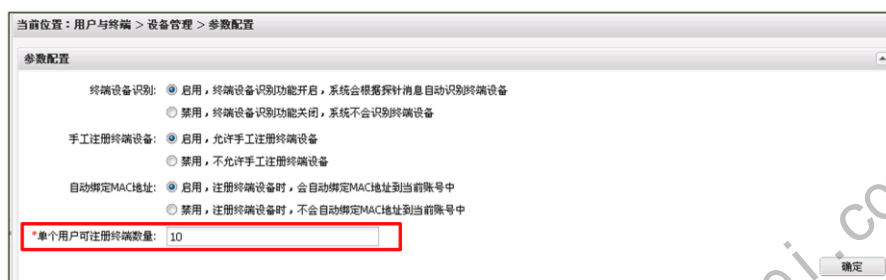 当前位置：用户与终端 > 设备管理 > 参数配置
参数配置
终端设备识别: 启用，终端设备识别功能开启，系统会根据探针消息自动识别终端设备
禁用，终端设备识别功能关闭，系统不会识别终端设备
手工注册终端设备: 启用，允许手工注册终端设备
禁用，不允许手工注册终端设备
自动绑定MAC地址: 启用，注册终端设备时，会自动绑定MAC地址到当前账号中
禁用，注册终端设备时，不会自动绑定MAC地址到当前账号中
*单个用户可注册终端数量: 10
确定